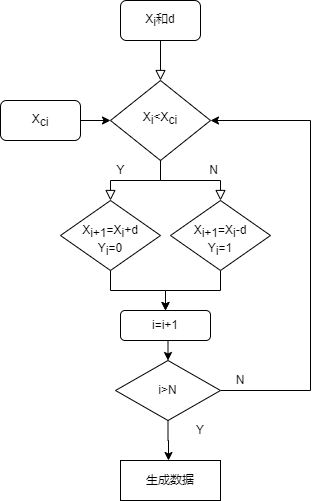 Xi和d
Xci
Xi<Xci
Y
N
Xi+1=Xi+d
Yi=0
Xi+1=Xi-d
Yi=1
i=i+1
i>N
N
Y
生成数据